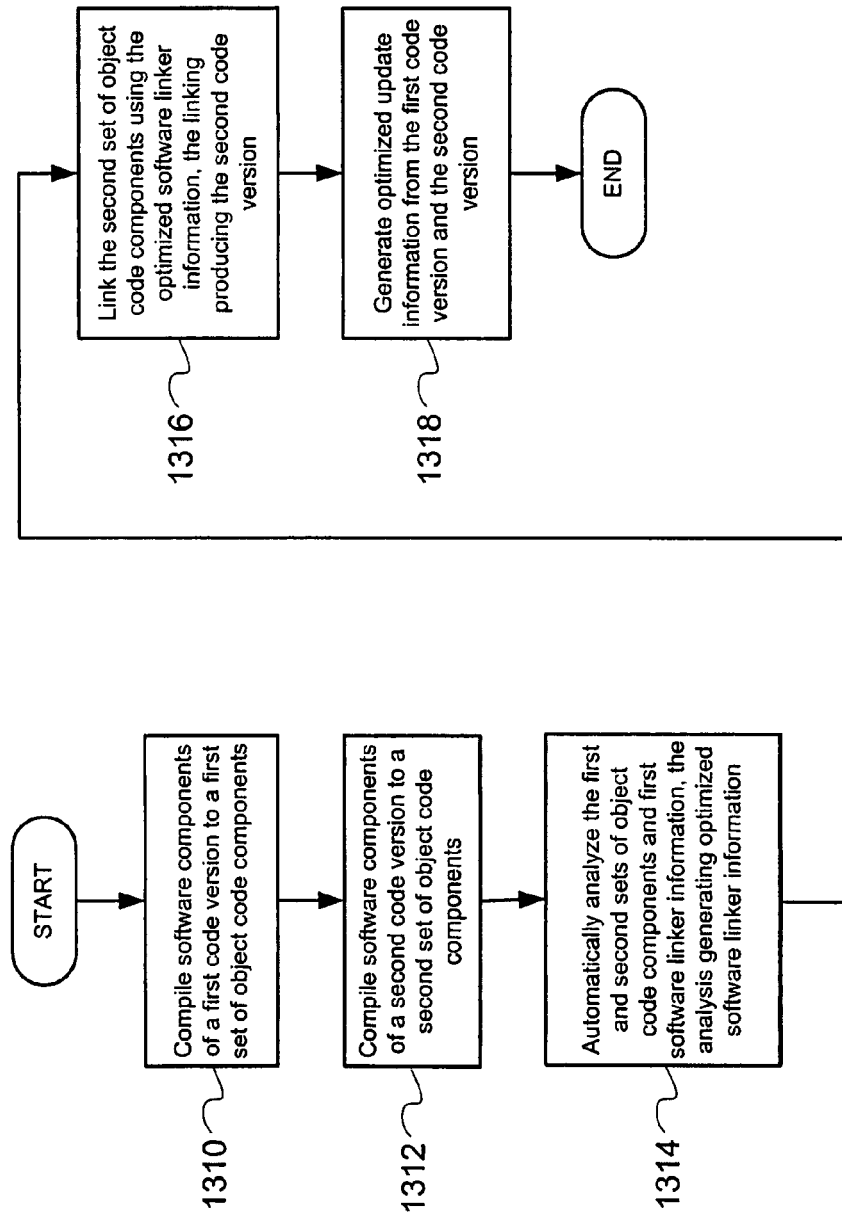 START
Compile software components
of a first code version to a first
set of object code components
1310
Compile software components
of a second code version to a
second set of object code
components
1312
Automatically analyze the first
and second sets of object
code components and first
software linker information, the
analysis generating optimized
software linker information
1314
Link the second set of object
code components using the
optimized software linker
information, the linking
producing the second code
version
1316
Generate optimized update
information from the first code
version and the second code
version
1318
END